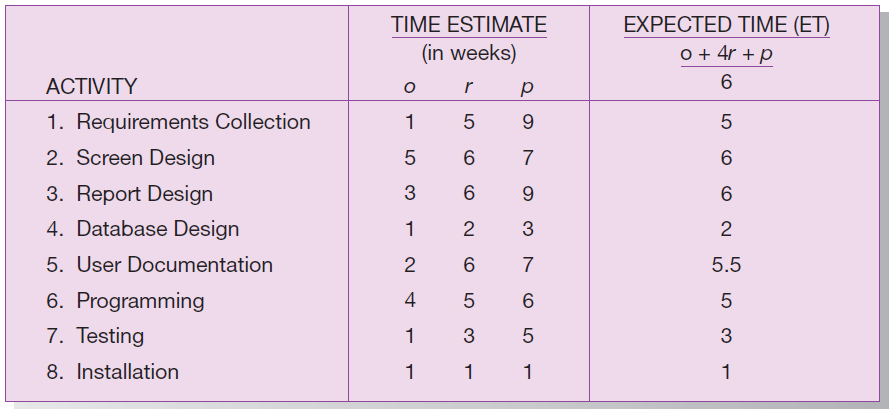 TIME ESTIMATE EXPECTED TIME (ET)
(in weeks) o + 4r + p
ACTIVITY o r p 6
1. Requirements Collection 1 5 9 5
2. Screen Design 5 6 7 6
3. Report Design 3 6 9 6
4. Database Design 1 2 3 2
5. User Documentation 2 6 7 5.5
6. Programming 4 5 6 5
7. Testing 1 3 5 3
8. Installation 1 1 1 1